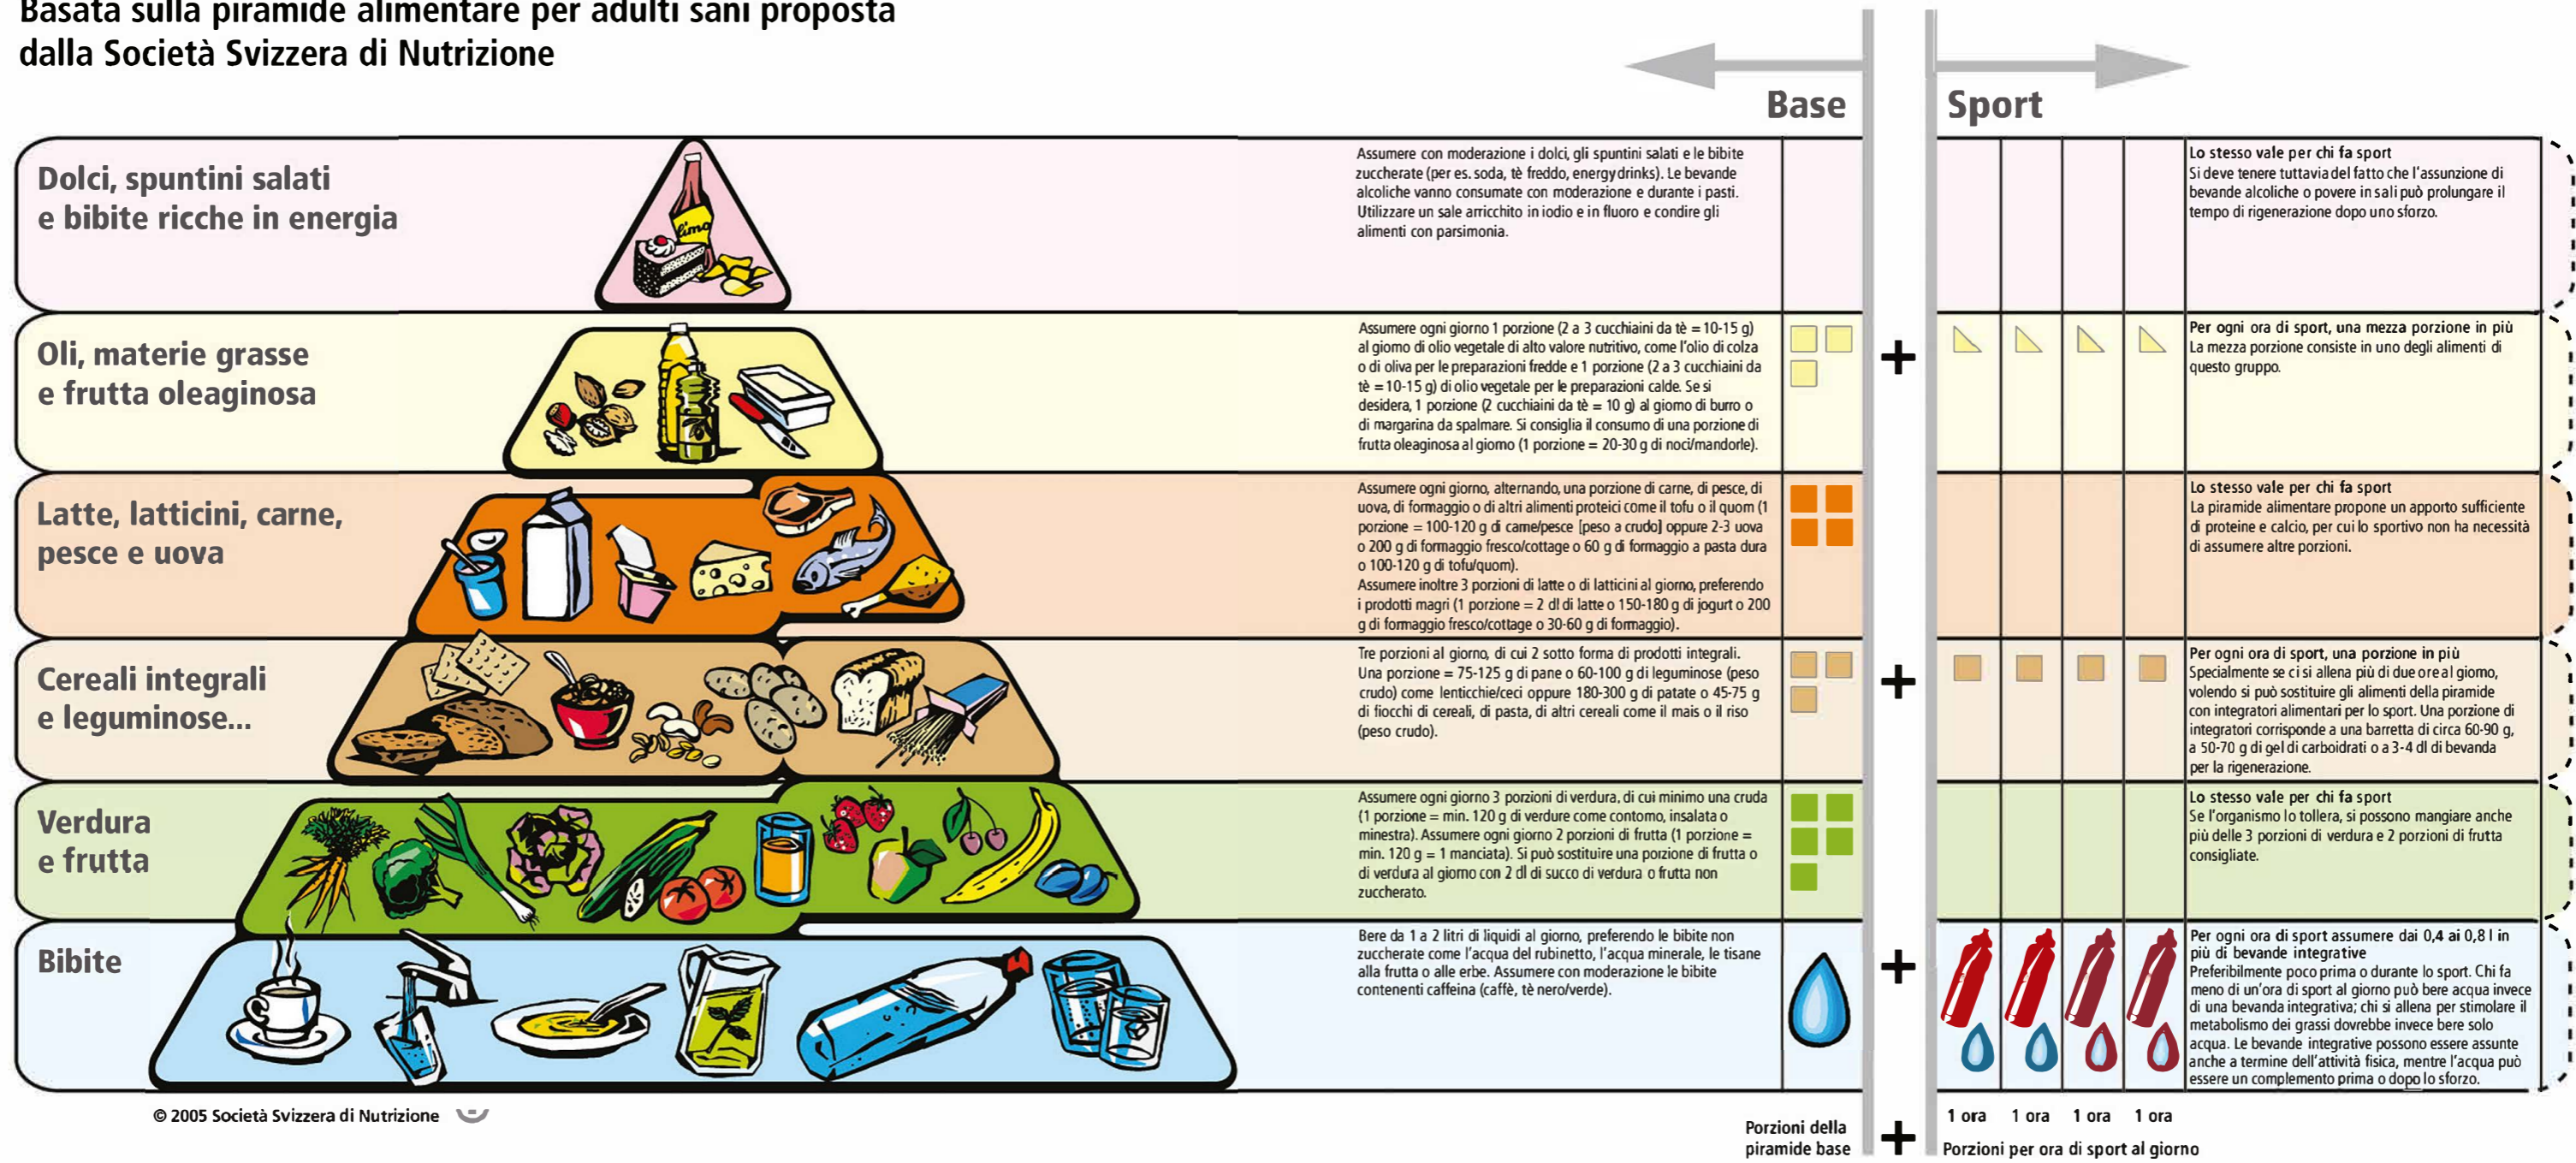 Basata sulla piramide alimentare per adulti sani proposta
dalla Società Svizzera di Nutrizione
Base
Sport
Dolci, spuntini salati
e bibite ricche in energia
limo
Assumere con moderazione i dolci, gli spuntini salati e le bibite
zuccherate (per es. soda, tè freddo, energydrinks). Le bevande
alcoliche vanno consumate con moderazione e durante i pasti.
Utilizzare un sale arricchito in iodio e in fluoro e condire gli
alimenti con parsimonia.
Lo stesso vale per chi fa sport
Si deve tenere tuttavia del fatto che l'assunzione di
bevande alcoliche o povere in sali può prolungare il
tempo di rigenerazione dopo uno sforzo.
Oli, materie grasse
e frutta oleaginosa
Assumere ogni giorno 1 porzione (2 a 3 cucchiaini da tè = 10-15 g)
al giorno di olio vegetale di alto valore nutritivo, come l'olio di colza
o di oliva per le preparazioni fredde e 1 porzione (2 a 3 cucchiaini da
tè = 10-15 g) di olio vegetale per le preparazioni calde. Se si
desidera, 1 porzione (2 cucchiaini da tè = 10 g) al giorno di burro o
di margarina da spalmare. Si consiglia il consumo di una porzione di
frutta oleaginosa al giorno (1 porzione = 20-30 g di noci/mandorle).
+
Per ogni ora di sport, una mezza porzione in più
La mezza porzione consiste in uno degli alimenti di
questo gruppo.
Latte, latticini, carne,
pesce e uova
Assumere ogni giorno, alternando, una porzione di carne, di pesce, di
uova, di formaggio o di altri alimenti proteici come il tofu o il quorn (1
porzione = 100-120 g di carne/pesce [peso a crudo] oppure 2-3 uova
o 200 g di formaggio fresco/cottage o 60 g di formaggio a pasta dura
o 100-120 g di tofu/quorn).
Assumere inoltre 3 porzioni di latte o di latticini al giorno, preferendo
i prodotti magri (1 porzione = 2 dl di latte o 150-180 g di jogurt o 200
g di formaggio fresco/cottage o 30-60 g di formaggio).
Lo stesso vale per chi fa sport
La piramide alimentare propone un apporto sufficiente
di proteine e calcio, per cui lo sportivo non ha necessità
di assumere altre porzioni.
Cereali integrali
e leguminose...
Tre porzioni al giorno, di cui 2 sotto forma di prodotti integrali.
Una porzione = 75-125 g di pane o 60-100 g di leguminose (peso
crudo) come lenticchie/ceci oppure 180-300 g di patate o 45-75 g
di fiocchi di cereali, di pasta, di altri cereali come il mais o il riso
(peso crudo).
+
Per ogni ora di sport, una porzione in più
Specialmente se ci si allena più di due ore al giorno,
volendo si può sostituire gli alimenti della piramide
con integratori alimentari per lo sport. Una porzione di
integratori corrisponde a una barretta di circa 60-90 g,
a 50-70 g di gel di carboidrati o a 3-4 dl di bevanda
per la rigenerazione.
Verdura
e frutta
Assumere ogni giorno 3 porzioni di verdura, di cui minimo una cruda
(1 porzione = min. 120 g di verdure come contorno, insalata o
minestra). Assumere ogni giorno 2 porzioni di frutta (1 porzione =
min. 120 g = 1 manciata). Si può sostituire una porzione di frutta o
di verdura al giorno con 2 dl di succo di verdura o frutta non
zuccherato.
Lo stesso vale per chi fa sport
Se l'organismo lo tollera, si possono mangiare anche
più delle 3 porzioni di verdura e 2 porzioni di frutta
consigliate.
Bibite
Bere da 1 a 2 litri di liquidi al giorno, preferendo le bibite non
zuccherate come l'acqua del rubinetto, l'acqua minerale, le tisane
alla frutta o alle erbe. Assumere con moderazione le bibite
contenenti caffeina (caffè, tè nero/verde).
+
Per ogni ora di sport assumere dai 0,4 ai 0,8 l in
più di bevande integrative
Preferibilmente poco prima o durante lo sport. Chi fa
meno di un'ora di sport al giorno può bere acqua invece
di una bevanda integrativa; chi si allena per stimolare il
metabolismo dei grassi dovrebbe invece bere solo
acqua. Le bevande integrative possono essere assunte
anche a termine dell'attività fisica, mentre l'acqua può
essere un complemento prima o dopo lo sforzo.
© 2005 Società Svizzera di Nutrizione
Porzioni della
piramide base
+
1 ora 1 ora 1 ora 1 ora
Porzioni per ora di sport al giorno